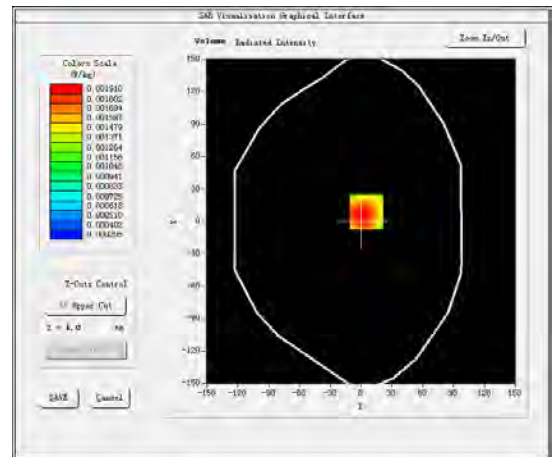 SAR Visualisation Graphical Interface
Volume Radiated Intensity
Zoom In/Out
Colors Scale
(W/kg)
0.001910
0.001802
0.001694
0.001587
0.001479
0.001371
0.001264
0.001156
0.001048
0.000941
0.000833
0.000725
0.000618
0.000510
0.000402
150
120
90
60
30
0
-30
-60
-90
-120
-150
-150 -120 -90 -60 -30 0 30 60 90 120 150
Z-Cuts Control
Upper Cut
SAVE
Cancel